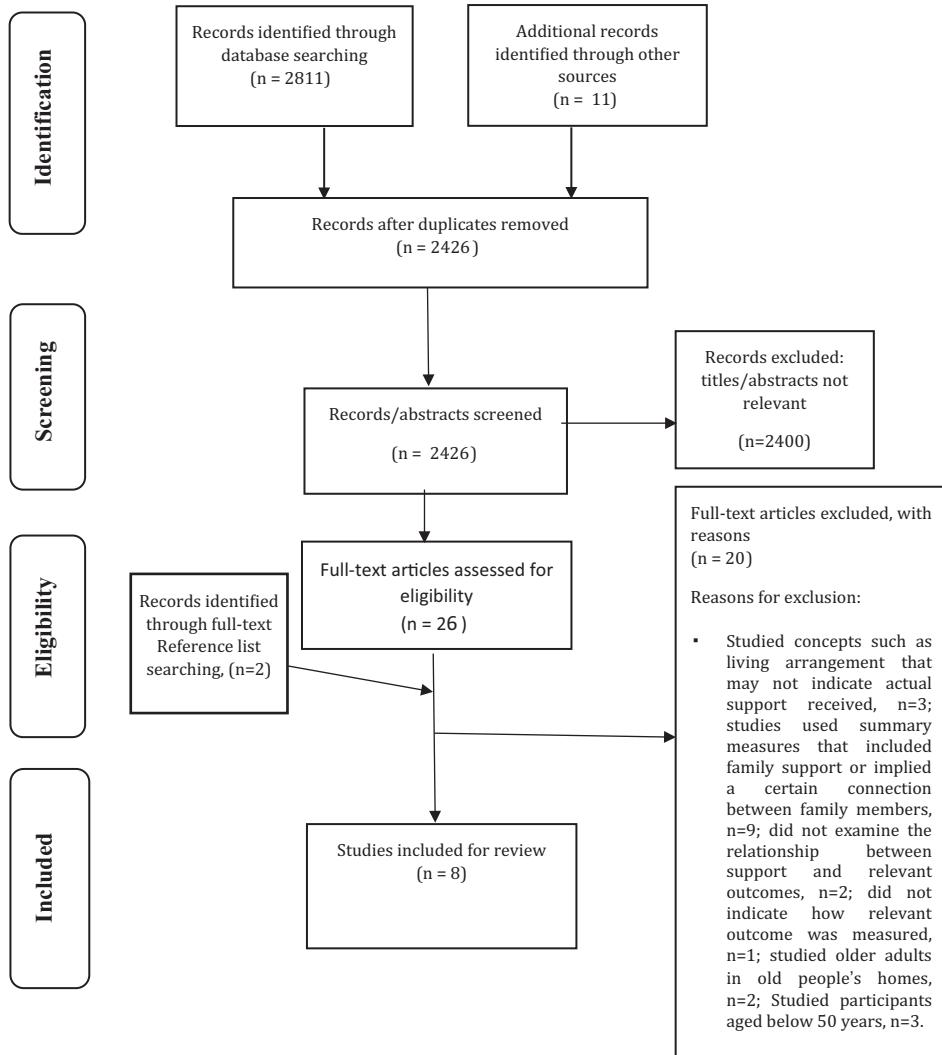 Identification
Records identified through
database searching
(n = 2811)
Additional records
identified through other
sources
(n =  11)
Records after duplicates removed
(n = 2426)
Screening
Records/abstracts screened
(n =  2426)
Records excluded:
titles/abstracts not
relevant
(n=2400)
Eligibility
Full-text articles assessed for
eligibility
(n = 26 )
Records identified
through full-text
Reference list
searching, (n=2)
Full-text articles excluded, with
reasons
(n = 20)
Reasons for exclusion:
▪ Studied concepts such as
living arrangement that
may not indicate actual
support received, n=3;
studies used summary
measures that included
family support or implied
a certain connection
between family members,
n=9; did not examine the
relationship between
support and relevant
outcomes, n=2; did not
indicate how relevant
outcome was measured,
n=1; studied older adults
in old people's homes,
n=2; Studied participants
aged below 50 years, n=3.
Included
Studies included for review
(n = 8)